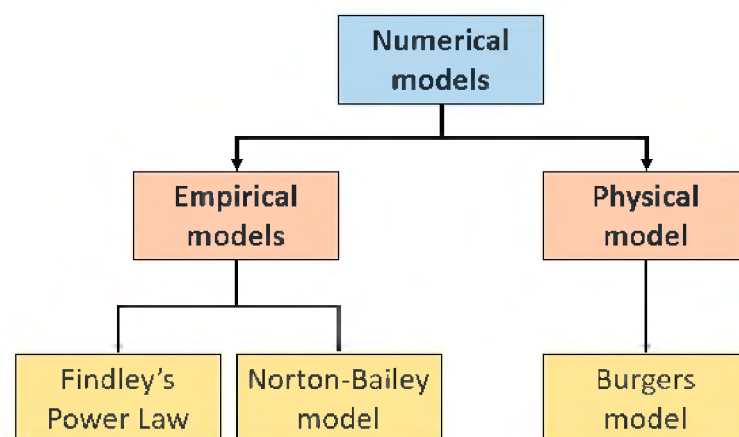 Numerical
models
Empirical
models
Physical
model
Findley's
Power Law
Norton-Bailey
model
Burgers
model